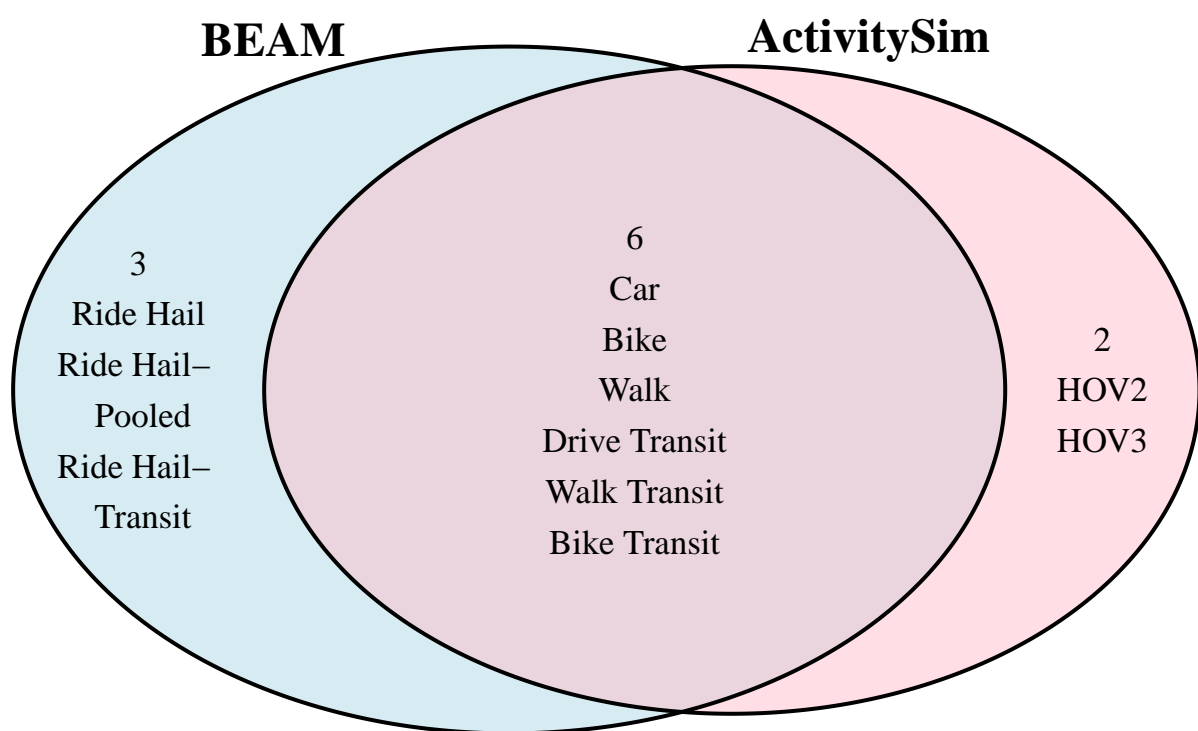 BEAM
ActivitySim
3
Ride Hail
Ride Hail–
Pooled
Ride Hail–
Transit
6
Car
Bike
Walk
Drive Transit
Walk Transit
Bike Transit
2
HOV2
HOV3